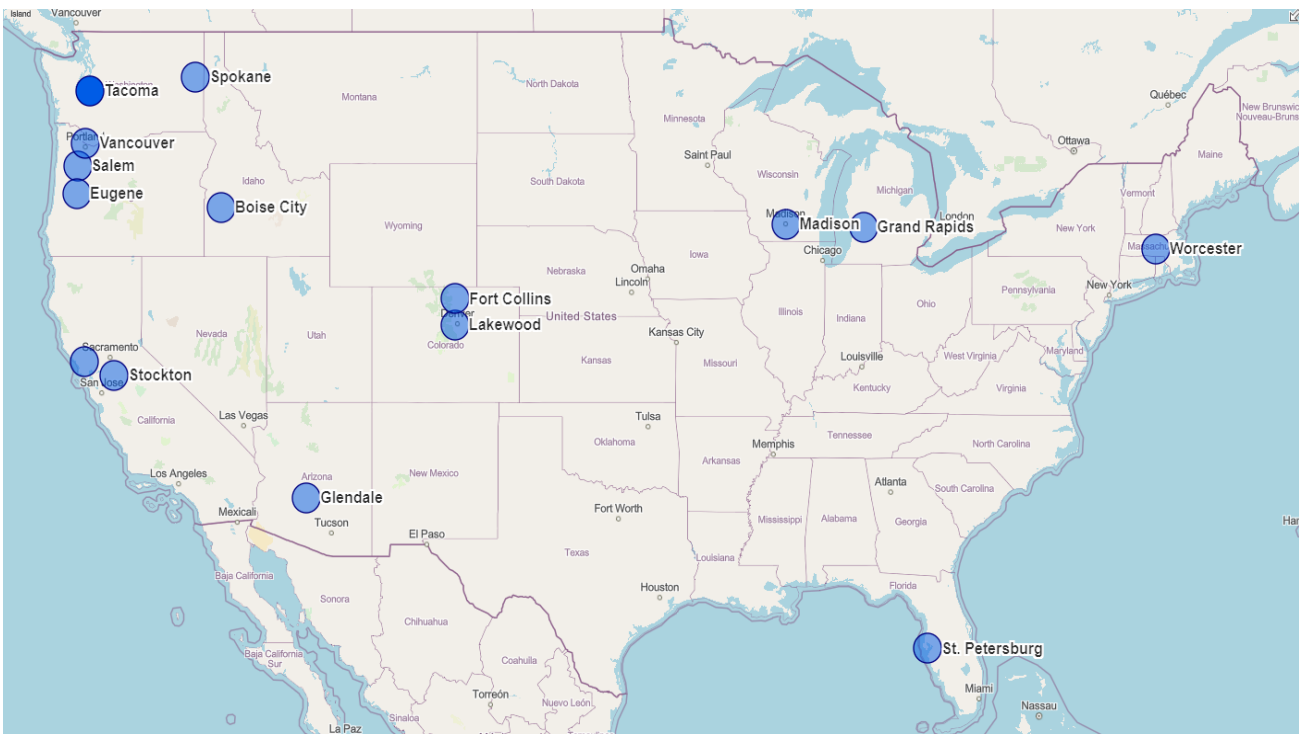 Island
Vancouver
Spokane
Tacoma
Montana
North Dakota
Minnesota
Québec
New Brunswick
Nouveau-Bruns
Vancouver
Ottawa
Maine
Saint Paul
Salem
Wisconsin
Idaho
South Dakota
Michigan
Vermont
Eugene
Boise City
Madison
Madison
London
Grand Rapids
Wyoming
New York
Worcester
Chicago
Iowa
Nebraska
Omaha
Lincoln
New York
Pennsylvania
Fort Collins
Denver
Lakewood
Colorado
United States
Ohio
Illinois
Indiana
Nevada
Utah
Kansas City
Sacramento
Maryland
Louisville
West Virginia
Kansas
Missouri
Stockton
San Jose
Kentucky
Virginia
Las Vegas
California
Tulsa
Oklahoma
Memphis
Tennessee
North Carolina
Los Angeles
Arizona
New Mexico
Arkansas
Atlanta
South Carolina
Glendale
Mexicali
Tucson
Fort Worth
Mississippi
Alabama
Georgia
El Paso
Texas
Louisiana
Baja California
Houston
Florida
Sonora
Chihuahua
St. Petersburg
Baja California
Sur
Coahuila
Miami
Torreón
Nuevo León
Nassau
Sinaloa
La Paz